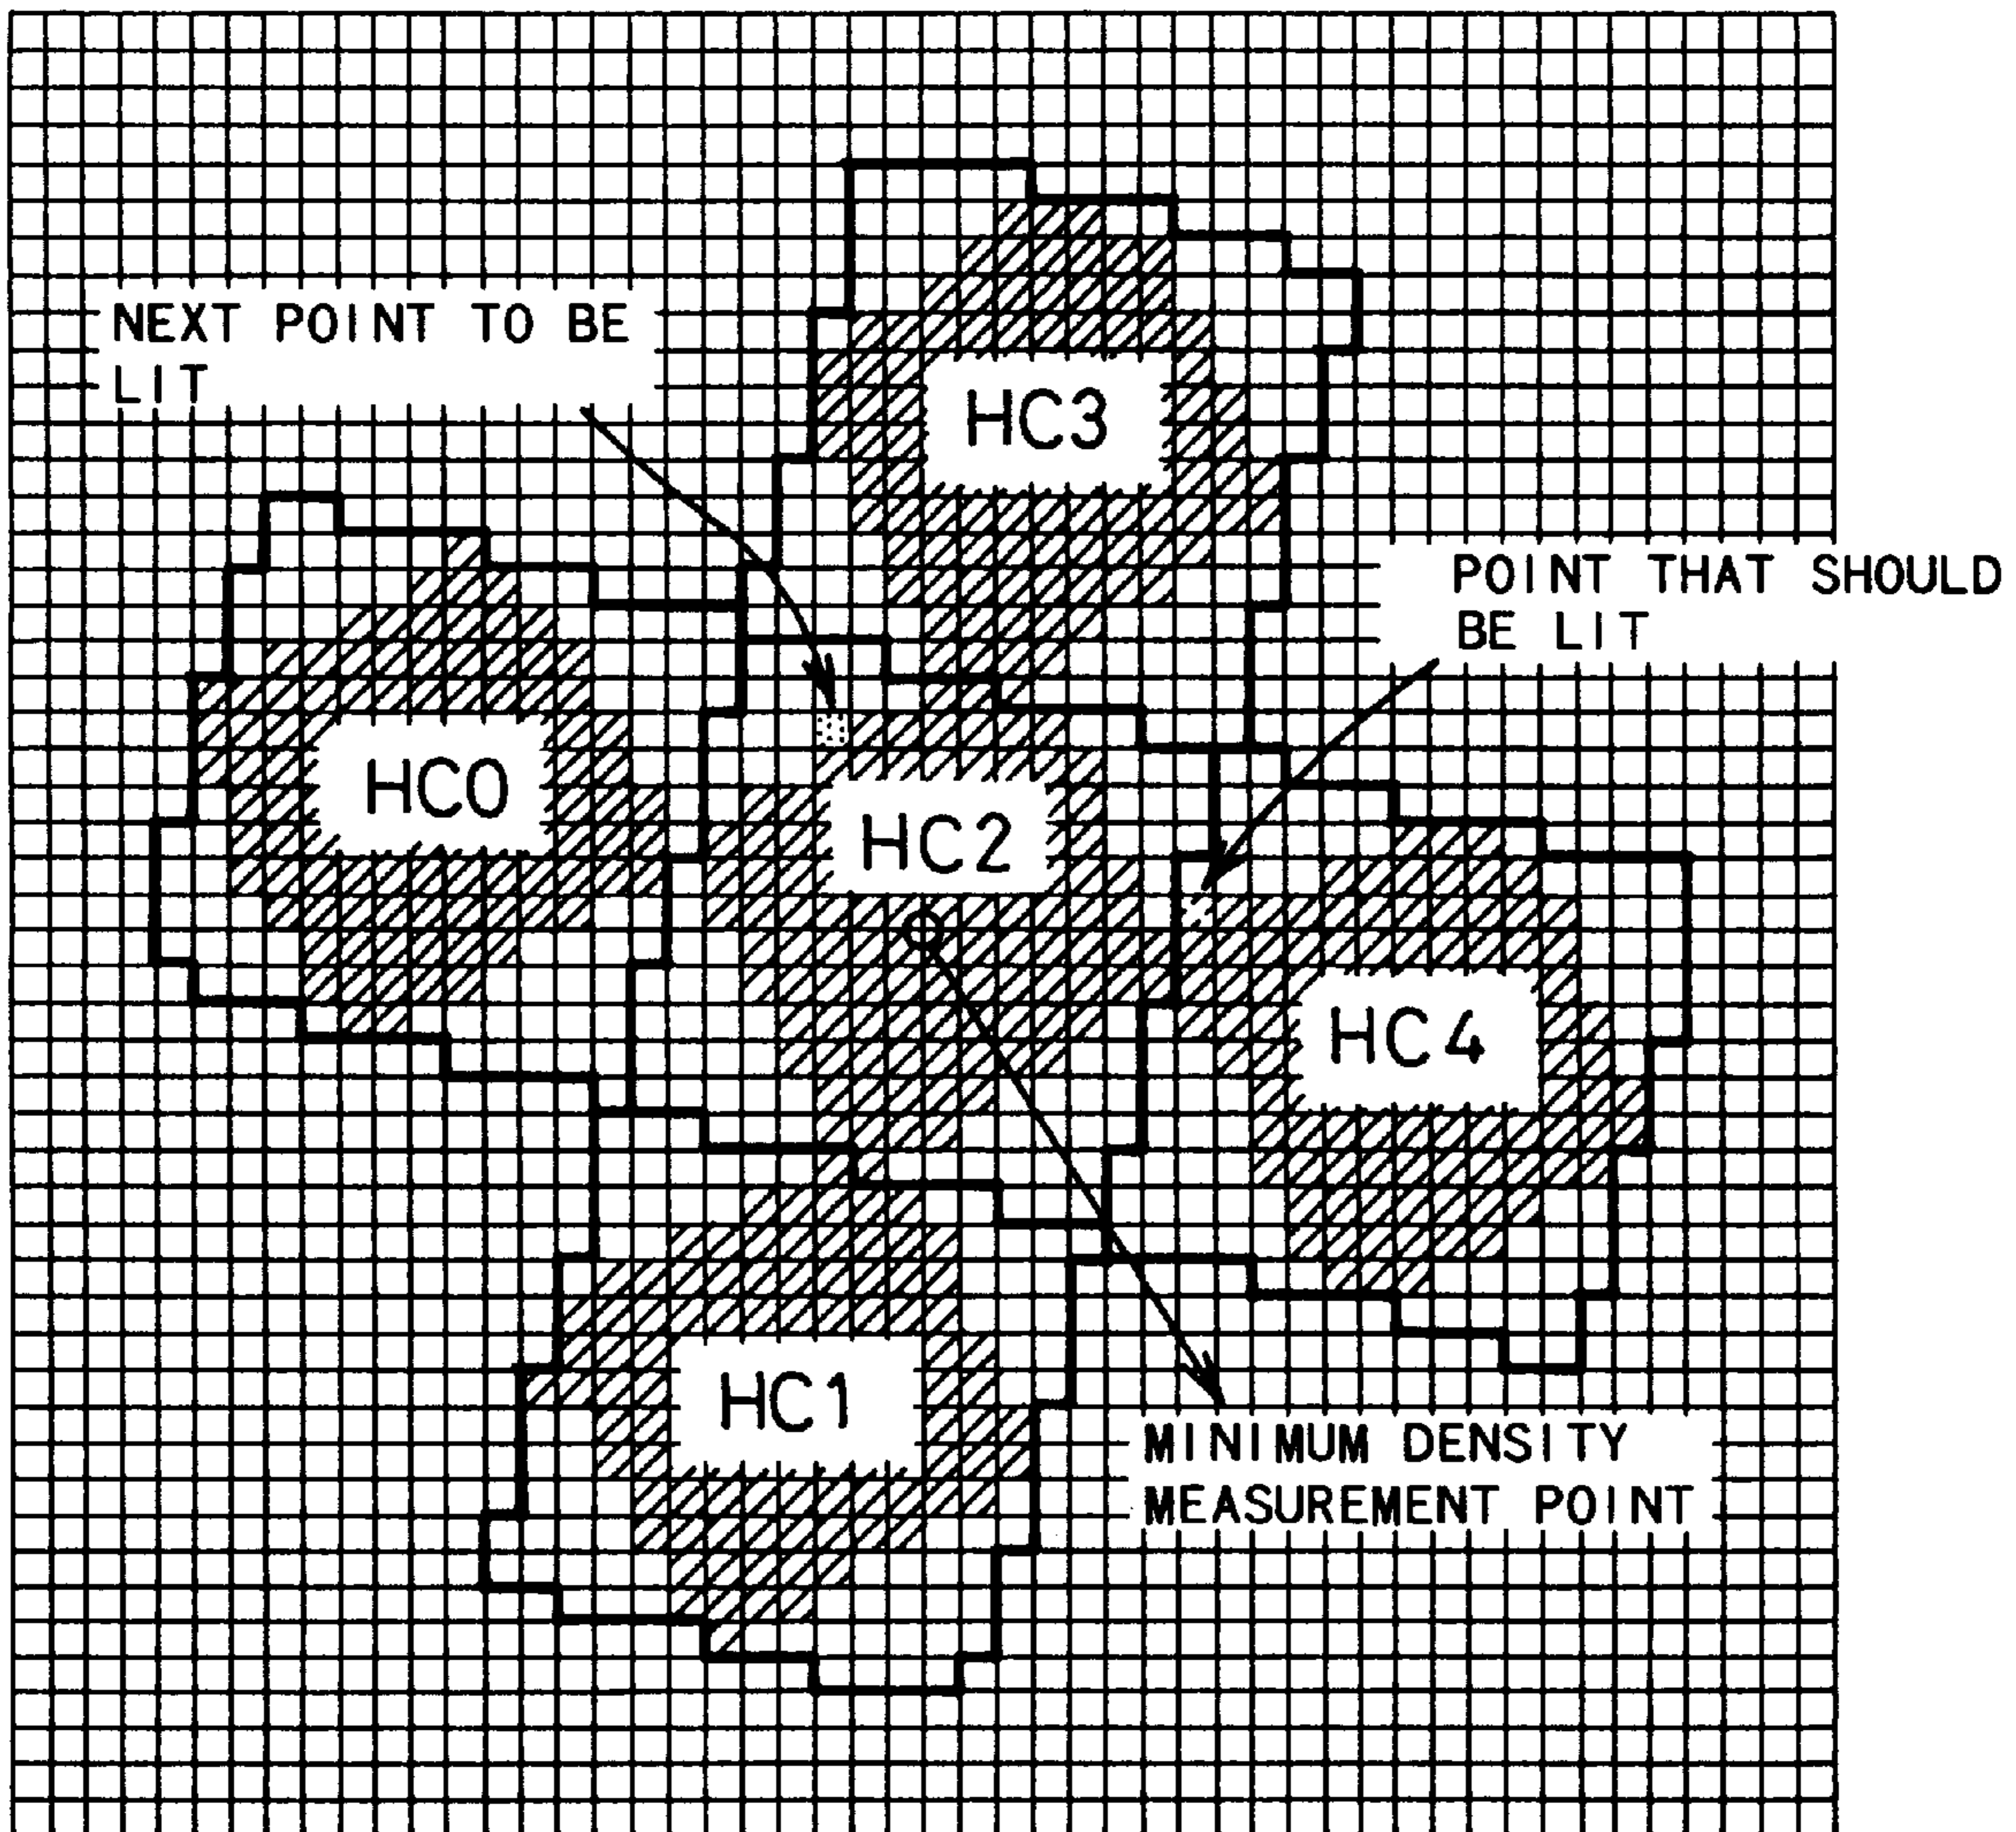 NEXT POINT TO BE
LIT
HC3
POINT THAT SHOULD
BE LIT
HC0
HC2
HC4
HC1
MINIMUM DENSITY
MEASUREMENT POINT